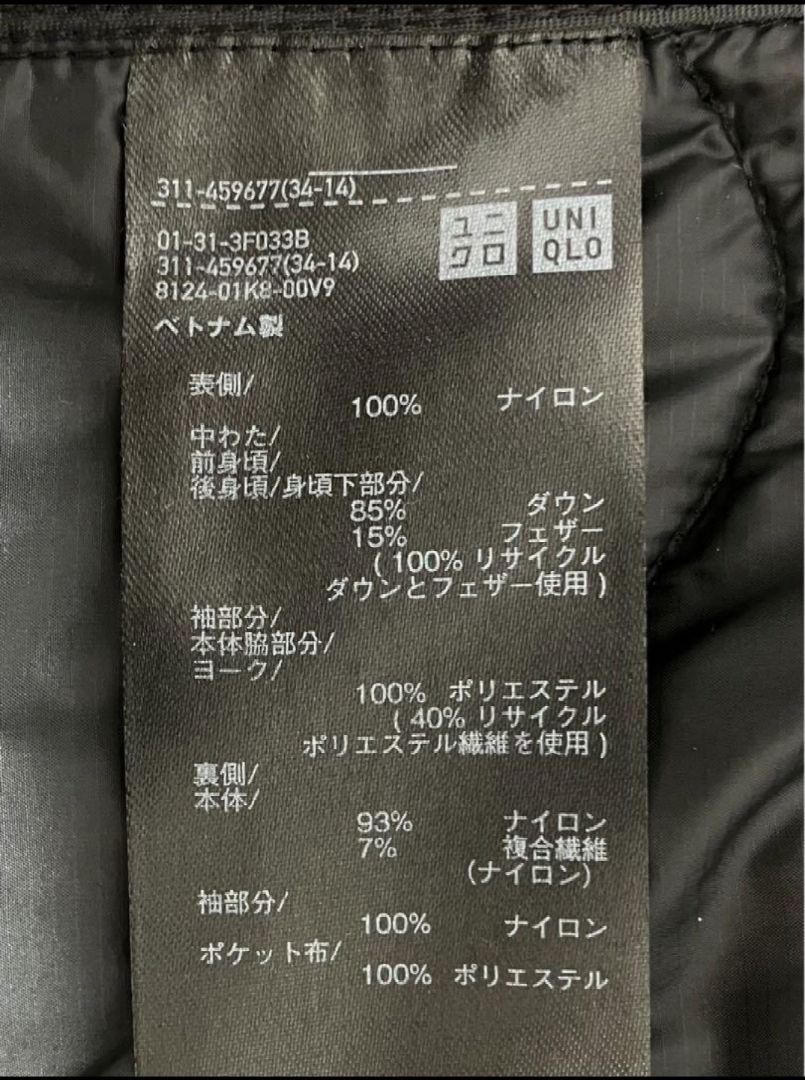 311-459677(34-14)
ユニ
クロ
UNI
QLO
01-31-3F033B
311-459677(34-14)
8124-01K8-00V9
ベトナム製
表側/
100% ナイロン
中わた/
前身頃/
後身頃/身頃下部分/
85% ダウン
15% フェザー
( 100% リサイクル
ダウンとフェザー使用 )
袖部分/
本体脇部分/
ヨーク/
100% ポリエステル
( 40% リサイクル
ポリエステル繊維を使用 )
裏側/
本体/
93% ナイロン
7% 複合繊維
(ナイロン)
袖部分/
100% ナイロン
ポケット布/
100% ポリエステル